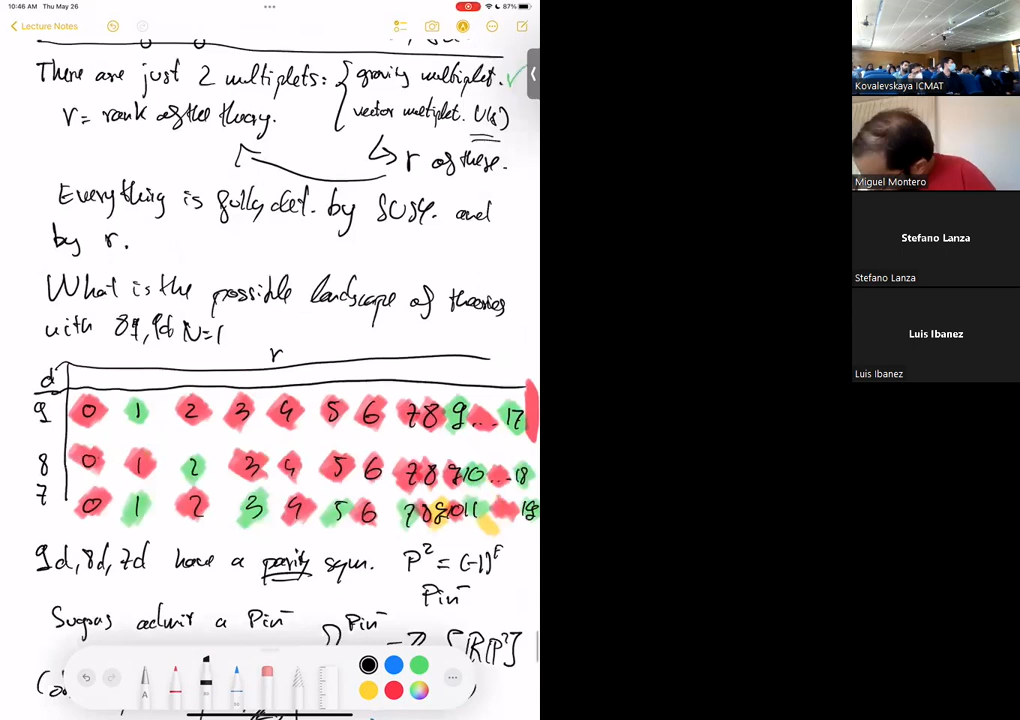 10:46 AM Thu May 26
87%
Lecture Notes
There are just 2 multiplets: { gravity multiplet. ✓
r = rank of the theory. vector multiplet. U(1)
↳ r of these.
Everything is fully det. by SUSY. and
by r.
What is the possible landscape of theories
with 8d, 9d N=1
r
d
9 0 1 2 3 4 5 6 7 8 9 ... 17
8 0 1 2 3 4 5 6 7 8 9 10 ... 18
7 0 1 2 3 4 5 6 7 8 9 10 11 19
9d, 8d, 7d have a parity sym. P² = (-1)^F
Pin⁻
Sugras admit a Pin⁻
Pin⁻
[RP²]
Kovalevskaya ICMAT
Miguel Montero
Stefano Lanza
Stefano Lanza
Luis Ibanez
Luis Ibanez